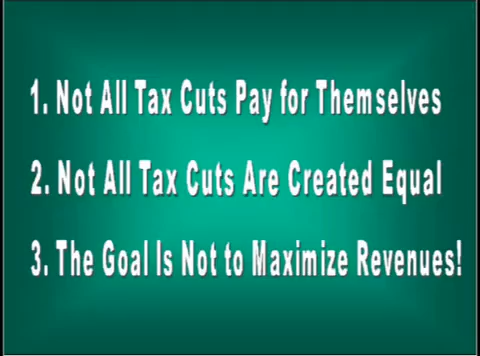 1. Not All Tax Cuts Pay for Themselves
2. Not All Tax Cuts Are Created Equal
3. The Goal Is Not to Maximize Revenues!